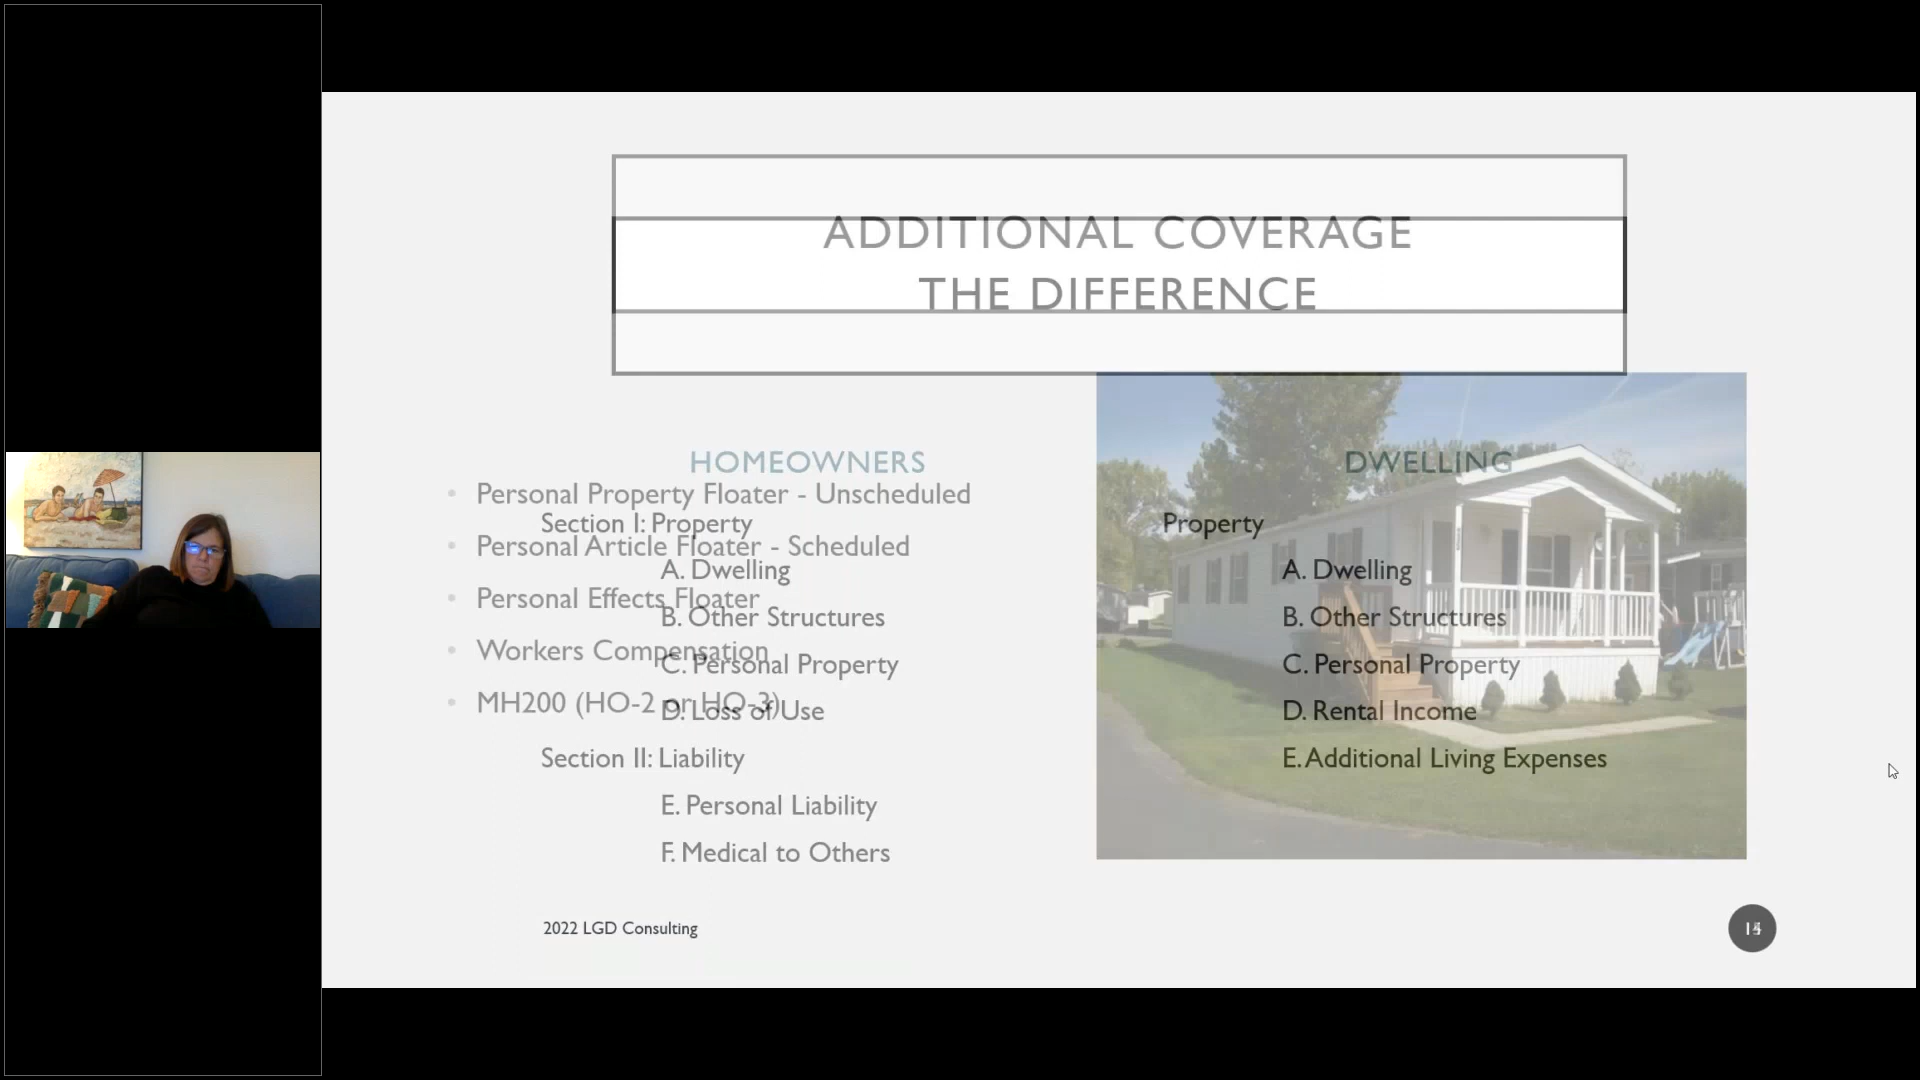 ADDITIONAL COVERAGE
THE DIFFERENCE
HOMEOWNERS
Section I: Property
A. Dwelling
B. Other Structures
C. Personal Property
D. Loss of Use
Section II: Liability
E. Personal Liability
F. Medical to Others
DWELLING
Property
A. Dwelling
B. Other Structures
C. Personal Property
D. Rental Income
E. Additional Living Expenses
• Personal Property Floater - Unscheduled
• Personal Article Floater - Scheduled
• Personal Effects Floater
• Workers Compensation
• MH200 (HO-2 or HO-3)
2022 LGD Consulting